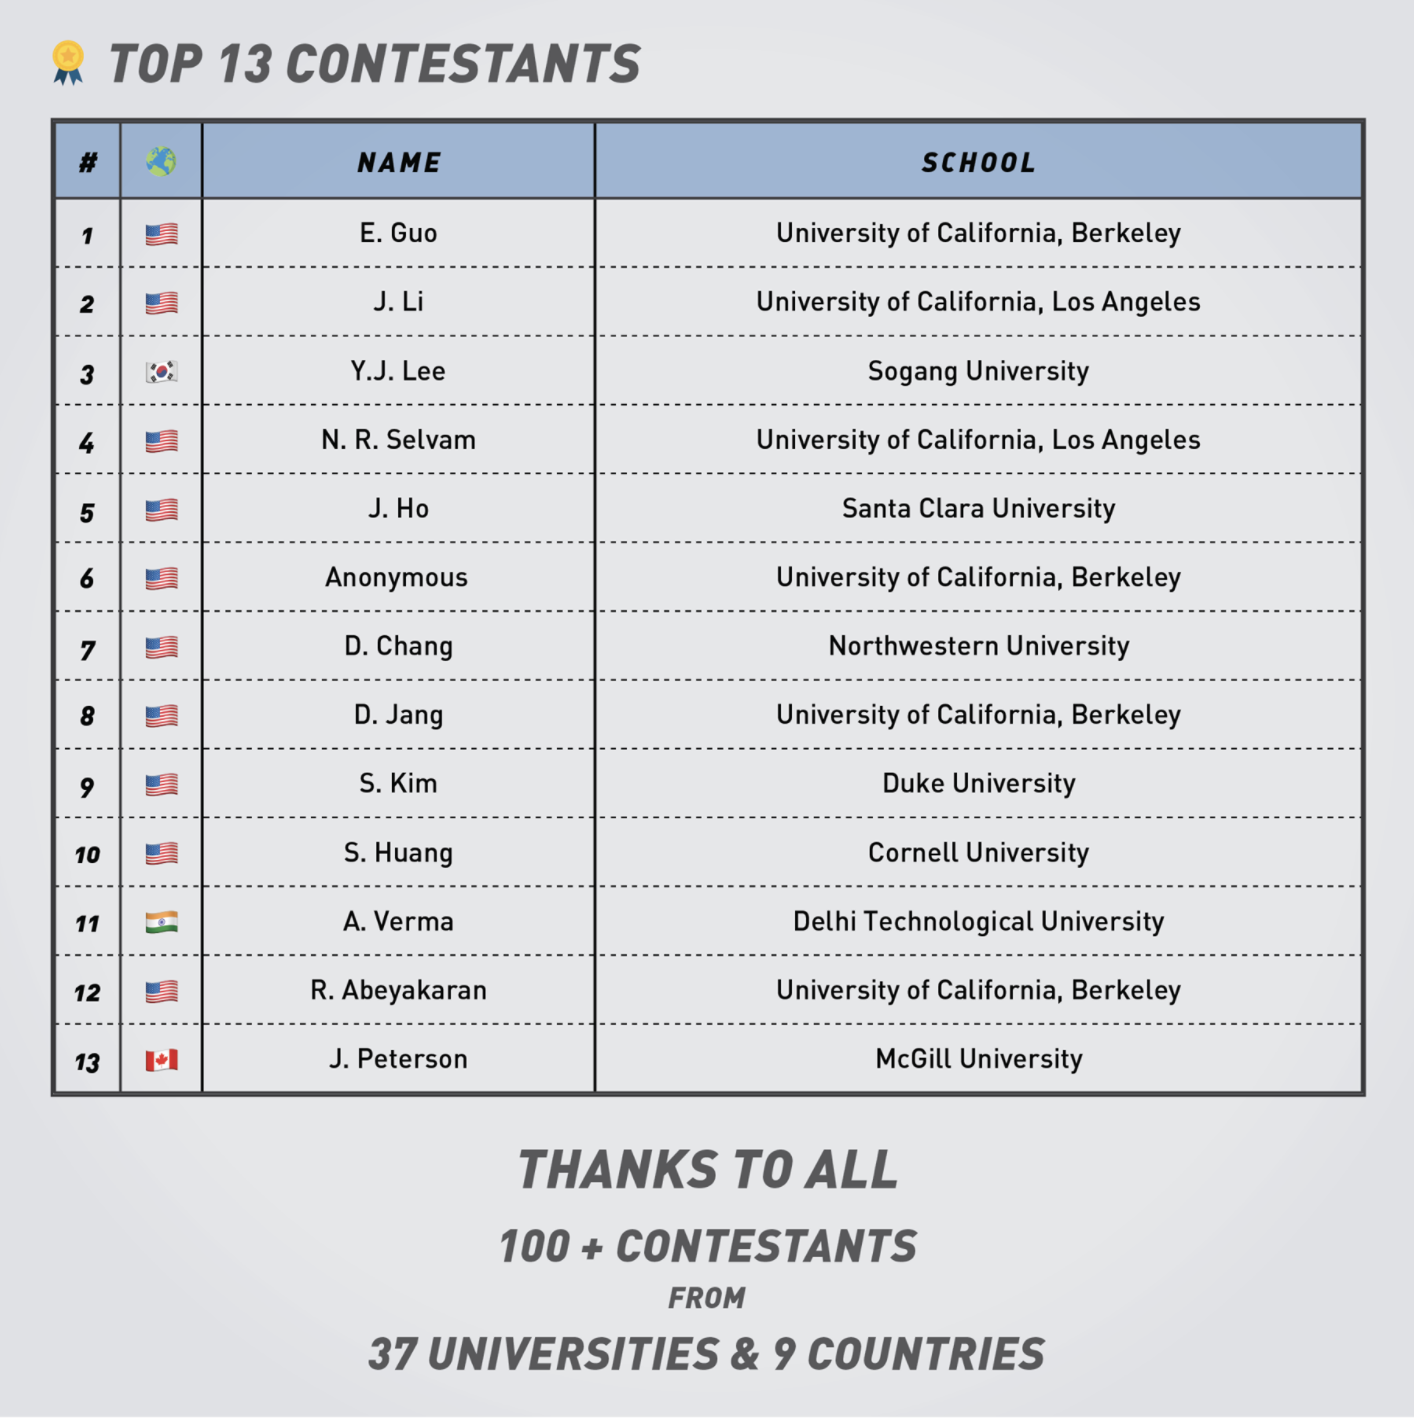 TOP 13 CONTESTANTS
# NAME SCHOOL
1 E. Guo University of California, Berkeley
2 J. Li University of California, Los Angeles
3 Y.J. Lee Sogang University
4 N. R. Selvam University of California, Los Angeles
5 J. Ho Santa Clara University
6 Anonymous University of California, Berkeley
7 D. Chang Northwestern University
8 D. Jang University of California, Berkeley
9 S. Kim Duke University
10 S. Huang Cornell University
11 A. Verma Delhi Technological University
12 R. Abeyakaran University of California, Berkeley
13 J. Peterson McGill University
THANKS TO ALL
100 + CONTESTANTS
FROM
37 UNIVERSITIES & 9 COUNTRIES